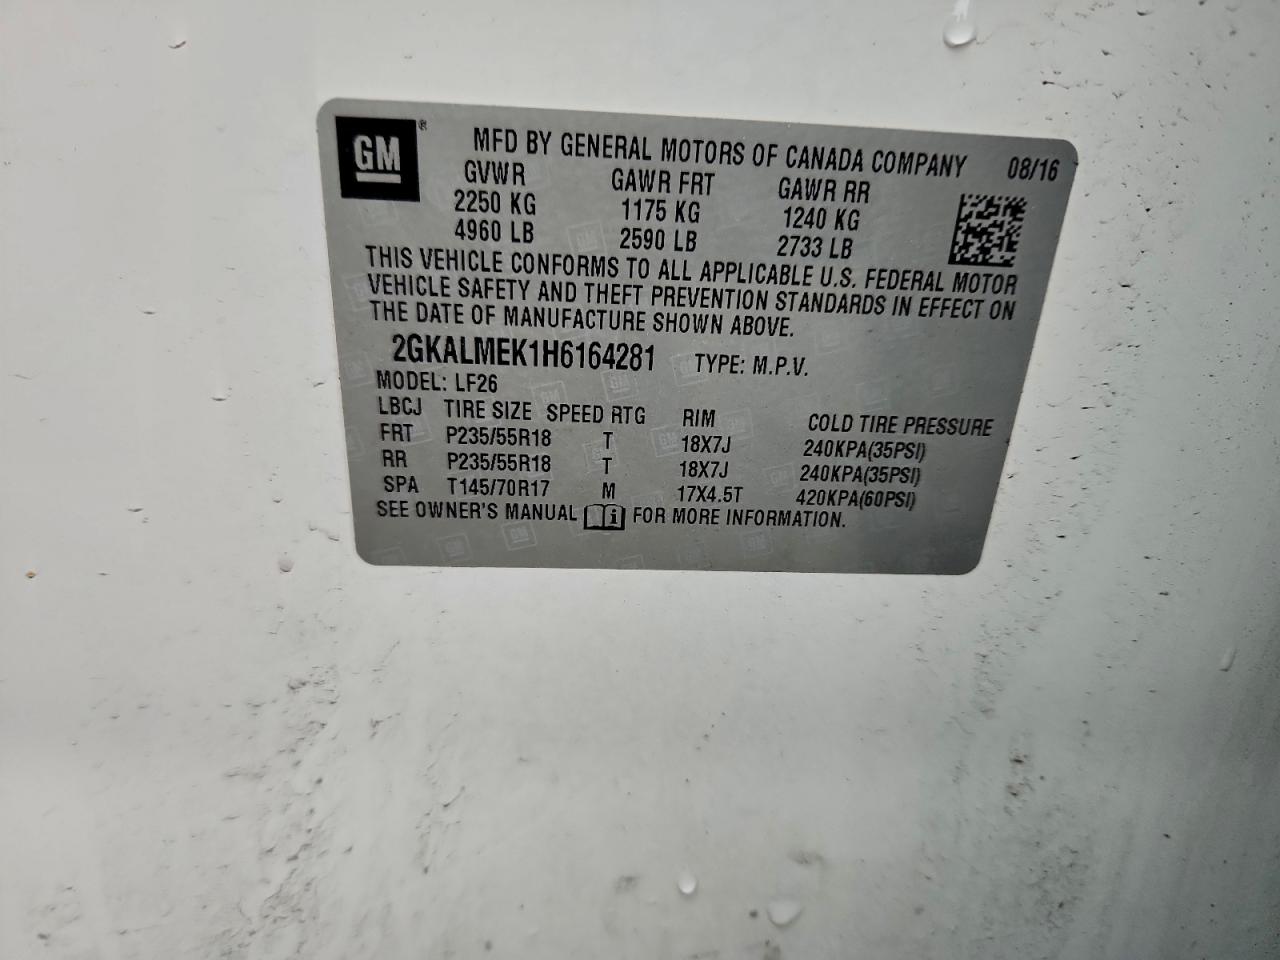 GM®
MFD BY GENERAL MOTORS OF CANADA COMPANY 08/16
GVWR GAWR FRT GAWR RR
2250 KG 1175 KG 1240 KG
4960 LB 2590 LB 2733 LB
THIS VEHICLE CONFORMS TO ALL APPLICABLE U.S. FEDERAL MOTOR
VEHICLE SAFETY AND THEFT PREVENTION STANDARDS IN EFFECT ON
THE DATE OF MANUFACTURE SHOWN ABOVE.
2GKALMEK1H6164281 TYPE: M.P.V.
MODEL: LF26
LBCJ TIRE SIZE SPEED RTG RIM COLD TIRE PRESSURE
FRT P235/55R18 T 18X7J 240KPA(35PSI)
RR P235/55R18 T 18X7J 240KPA(35PSI)
SPA T145/70R17 M 17X4.5T 420KPA(60PSI)
SEE OWNER'S MANUAL i FOR MORE INFORMATION.